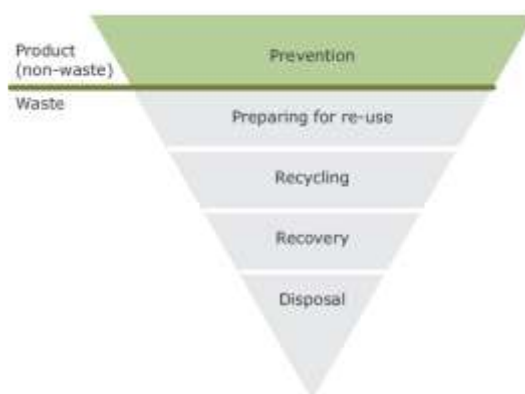 Product
(non-waste)
Prevention
Waste
Preparing for re-use
Recycling
Recovery
Disposal